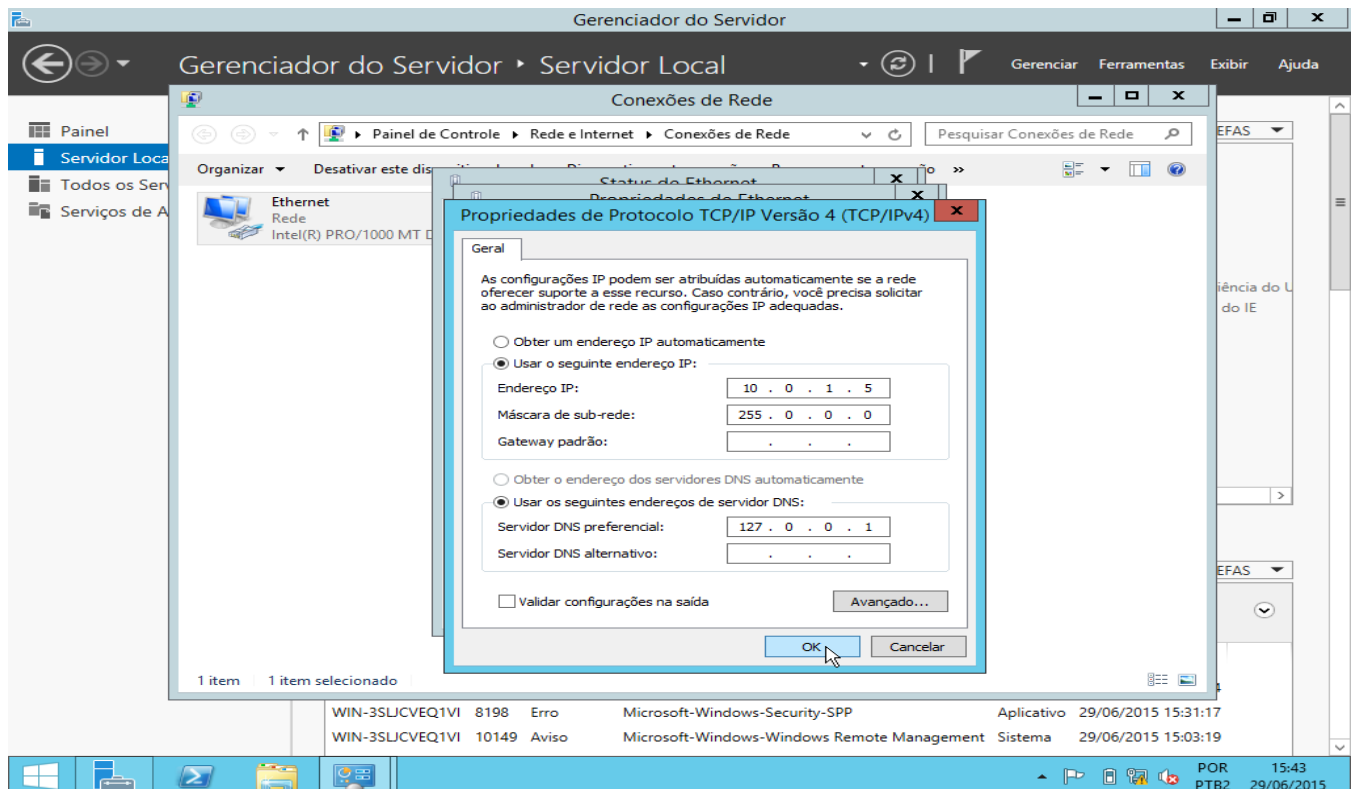 Gerenciador do Servidor
Gerenciador do Servidor Servidor Local
Gerenciar Ferramentas Exibir Ajuda
Conexões de Rede
Painel
Servidor Loca
Todos os Ser
Serviços de A
Painel de Controle Rede e Internet Conexões de Rede
Pesquisar Conexões de Rede
EFAS
Organizar Desativar este
Status de Ethernet
Propriedades de Ethernet
Ethernet
Rede
Intel(R) PRO/1000 MT D
Propriedades de Protocolo TCP/IP Versão 4 (TCP/IPv4)
Geral
As configurações IP podem ser atribuídas automaticamente se a rede
oferecer suporte a esse recurso. Caso contrário, você precisa solicitar
ao administrador de rede as configurações IP adequadas.
iência do U
do IE
Obter um endereço IP automaticamente
Usar o seguinte endereço IP:
Endereço IP: 10 . 0 . 1 . 5
Máscara de sub-rede: 255 . 0 . 0 . 0
Gateway padrão: . . .
Obter o endereço dos servidores DNS automaticamente
Usar os seguintes endereços de servidor DNS:
Servidor DNS preferencial: 127 . 0 . 0 . 1
Servidor DNS alternativo: . . .
EFAS
Validar configurações na saída
Avançado...
OK Cancelar
1 item 1 item selecionado
WIN-3SLJCVEQ1VI 8198 Erro Microsoft-Windows-Security-SPP Aplicativo 29/06/2015 15:31:17
WIN-3SLJCVEQ1VI 10149 Aviso Microsoft-Windows-Windows Remote Management Sistema 29/06/2015 15:03:19
POR 15:43
PTB2 29/06/2015